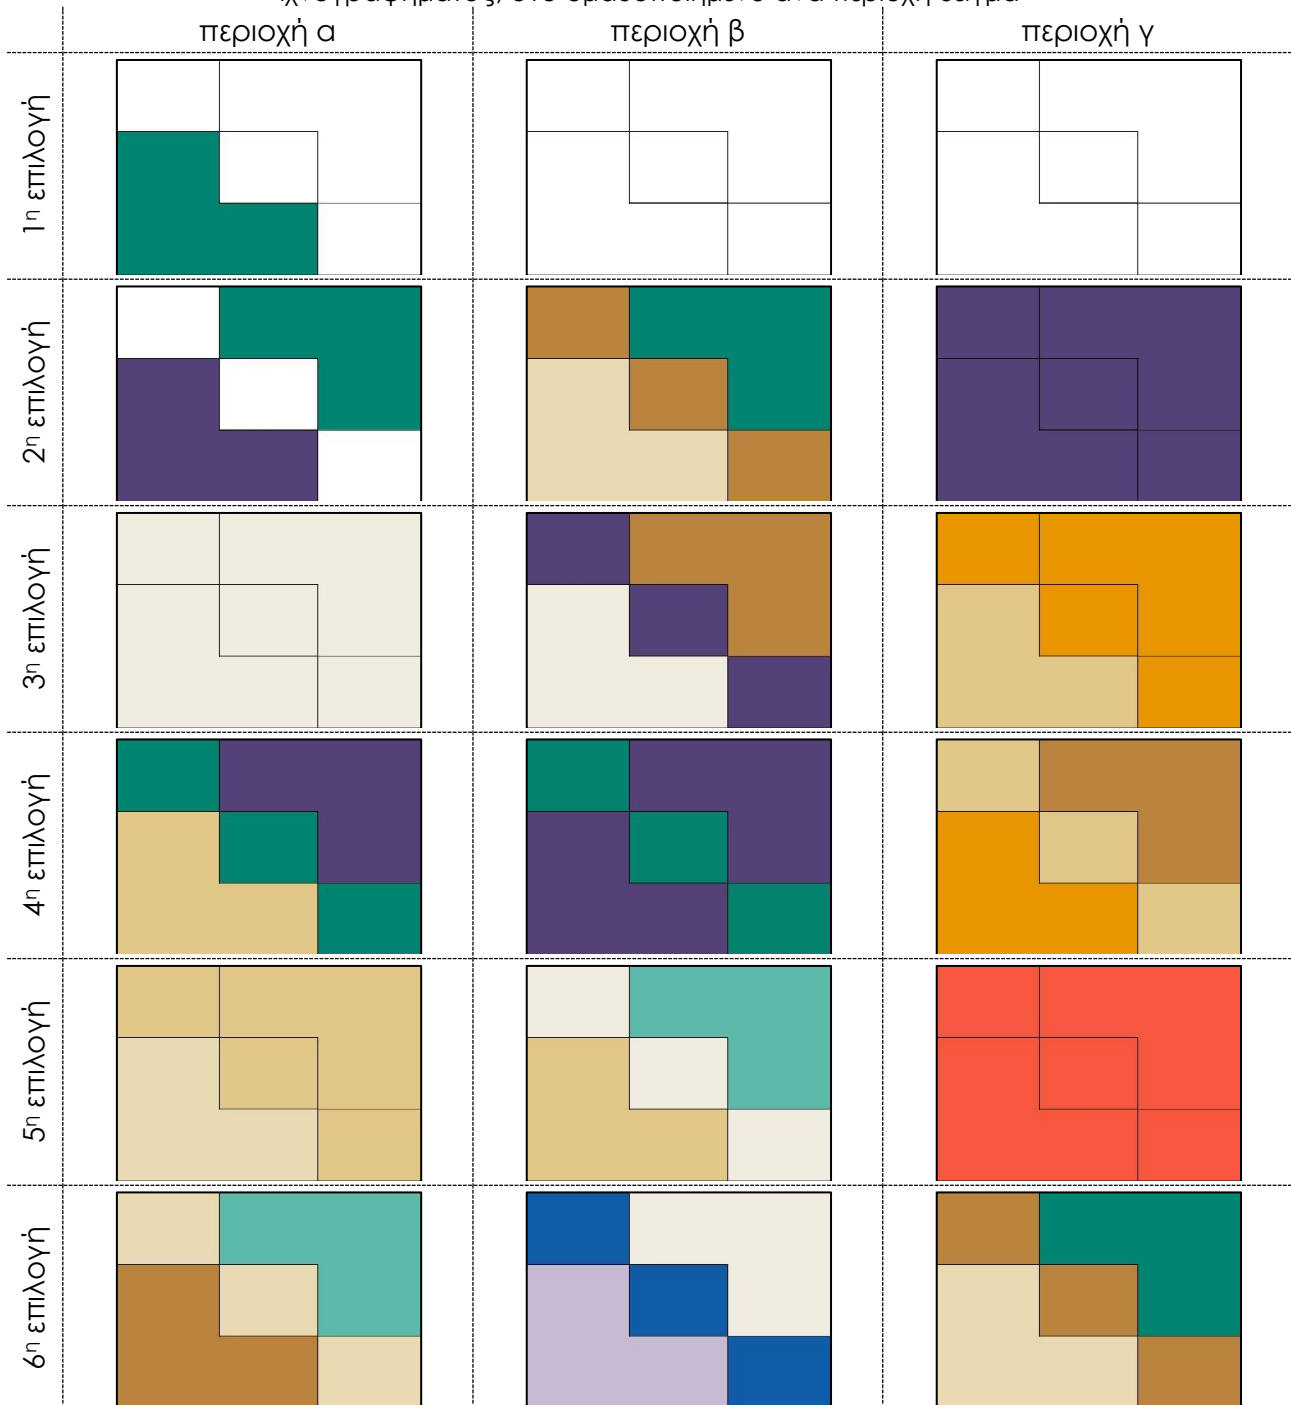 περιοχή α περιοχή β περιοχή γ
1η επιλογή
2η επιλογή
3η επιλογή
4η επιλογή
5η επιλογή
6η επιλογή